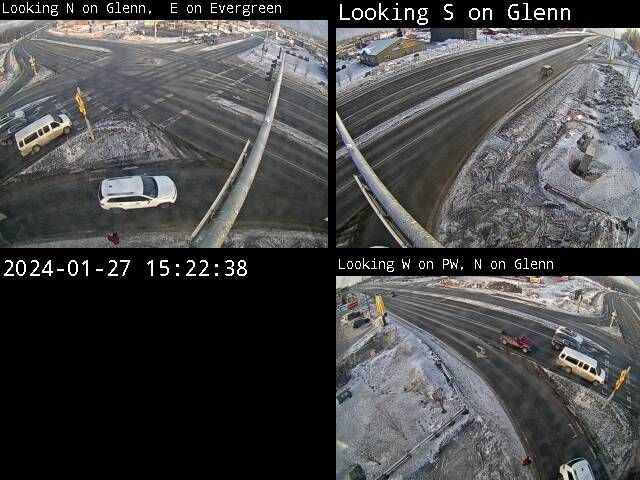 Looking N on Glenn, E on Evergreen
Looking S on Glenn
2024-01-27 15:22:38
Looking W on PW, N on Glenn